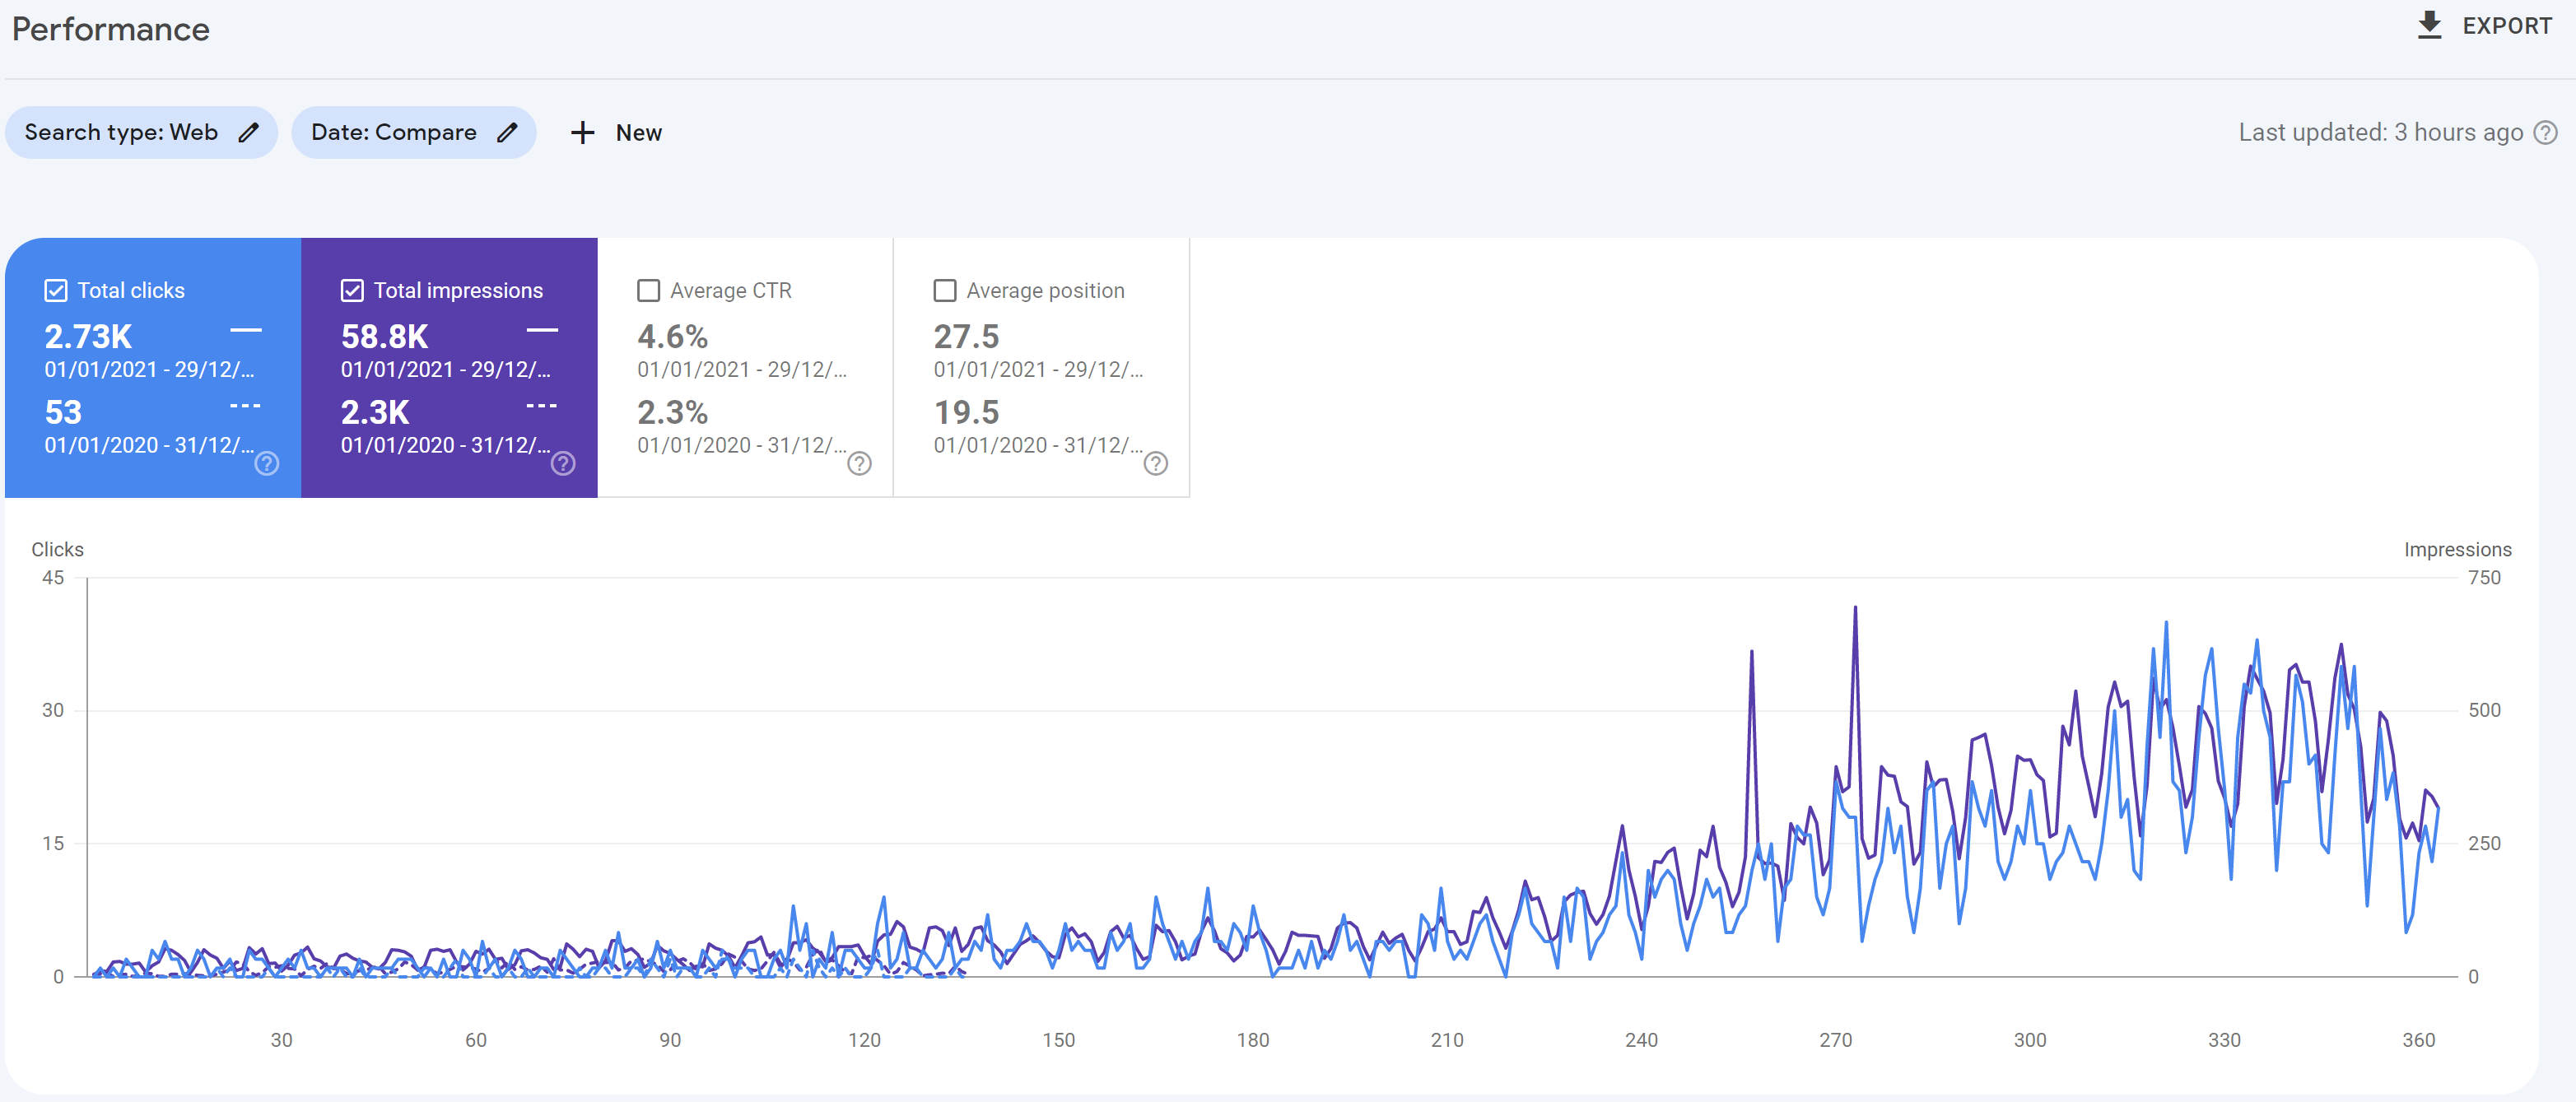 Performance
EXPORT
Search type: Web
Date: Compare
New
Last updated: 3 hours ago
Total clicks
2.73K
01/01/2021 - 29/12/...
53
01/01/2020 - 31/12/...
Total impressions
58.8K
01/01/2021 - 29/12/...
2.3K
01/01/2020 - 31/12/...
Average CTR
4.6%
01/01/2021 - 29/12/...
2.3%
01/01/2020 - 31/12/...
Average position
27.5
01/01/2021 - 29/12/...
19.5
01/01/2020 - 31/12/...
Clicks
Impressions
45
750
30
500
15
250
0
0
30 60 90 120 150 180 210 240 270 300 330 360